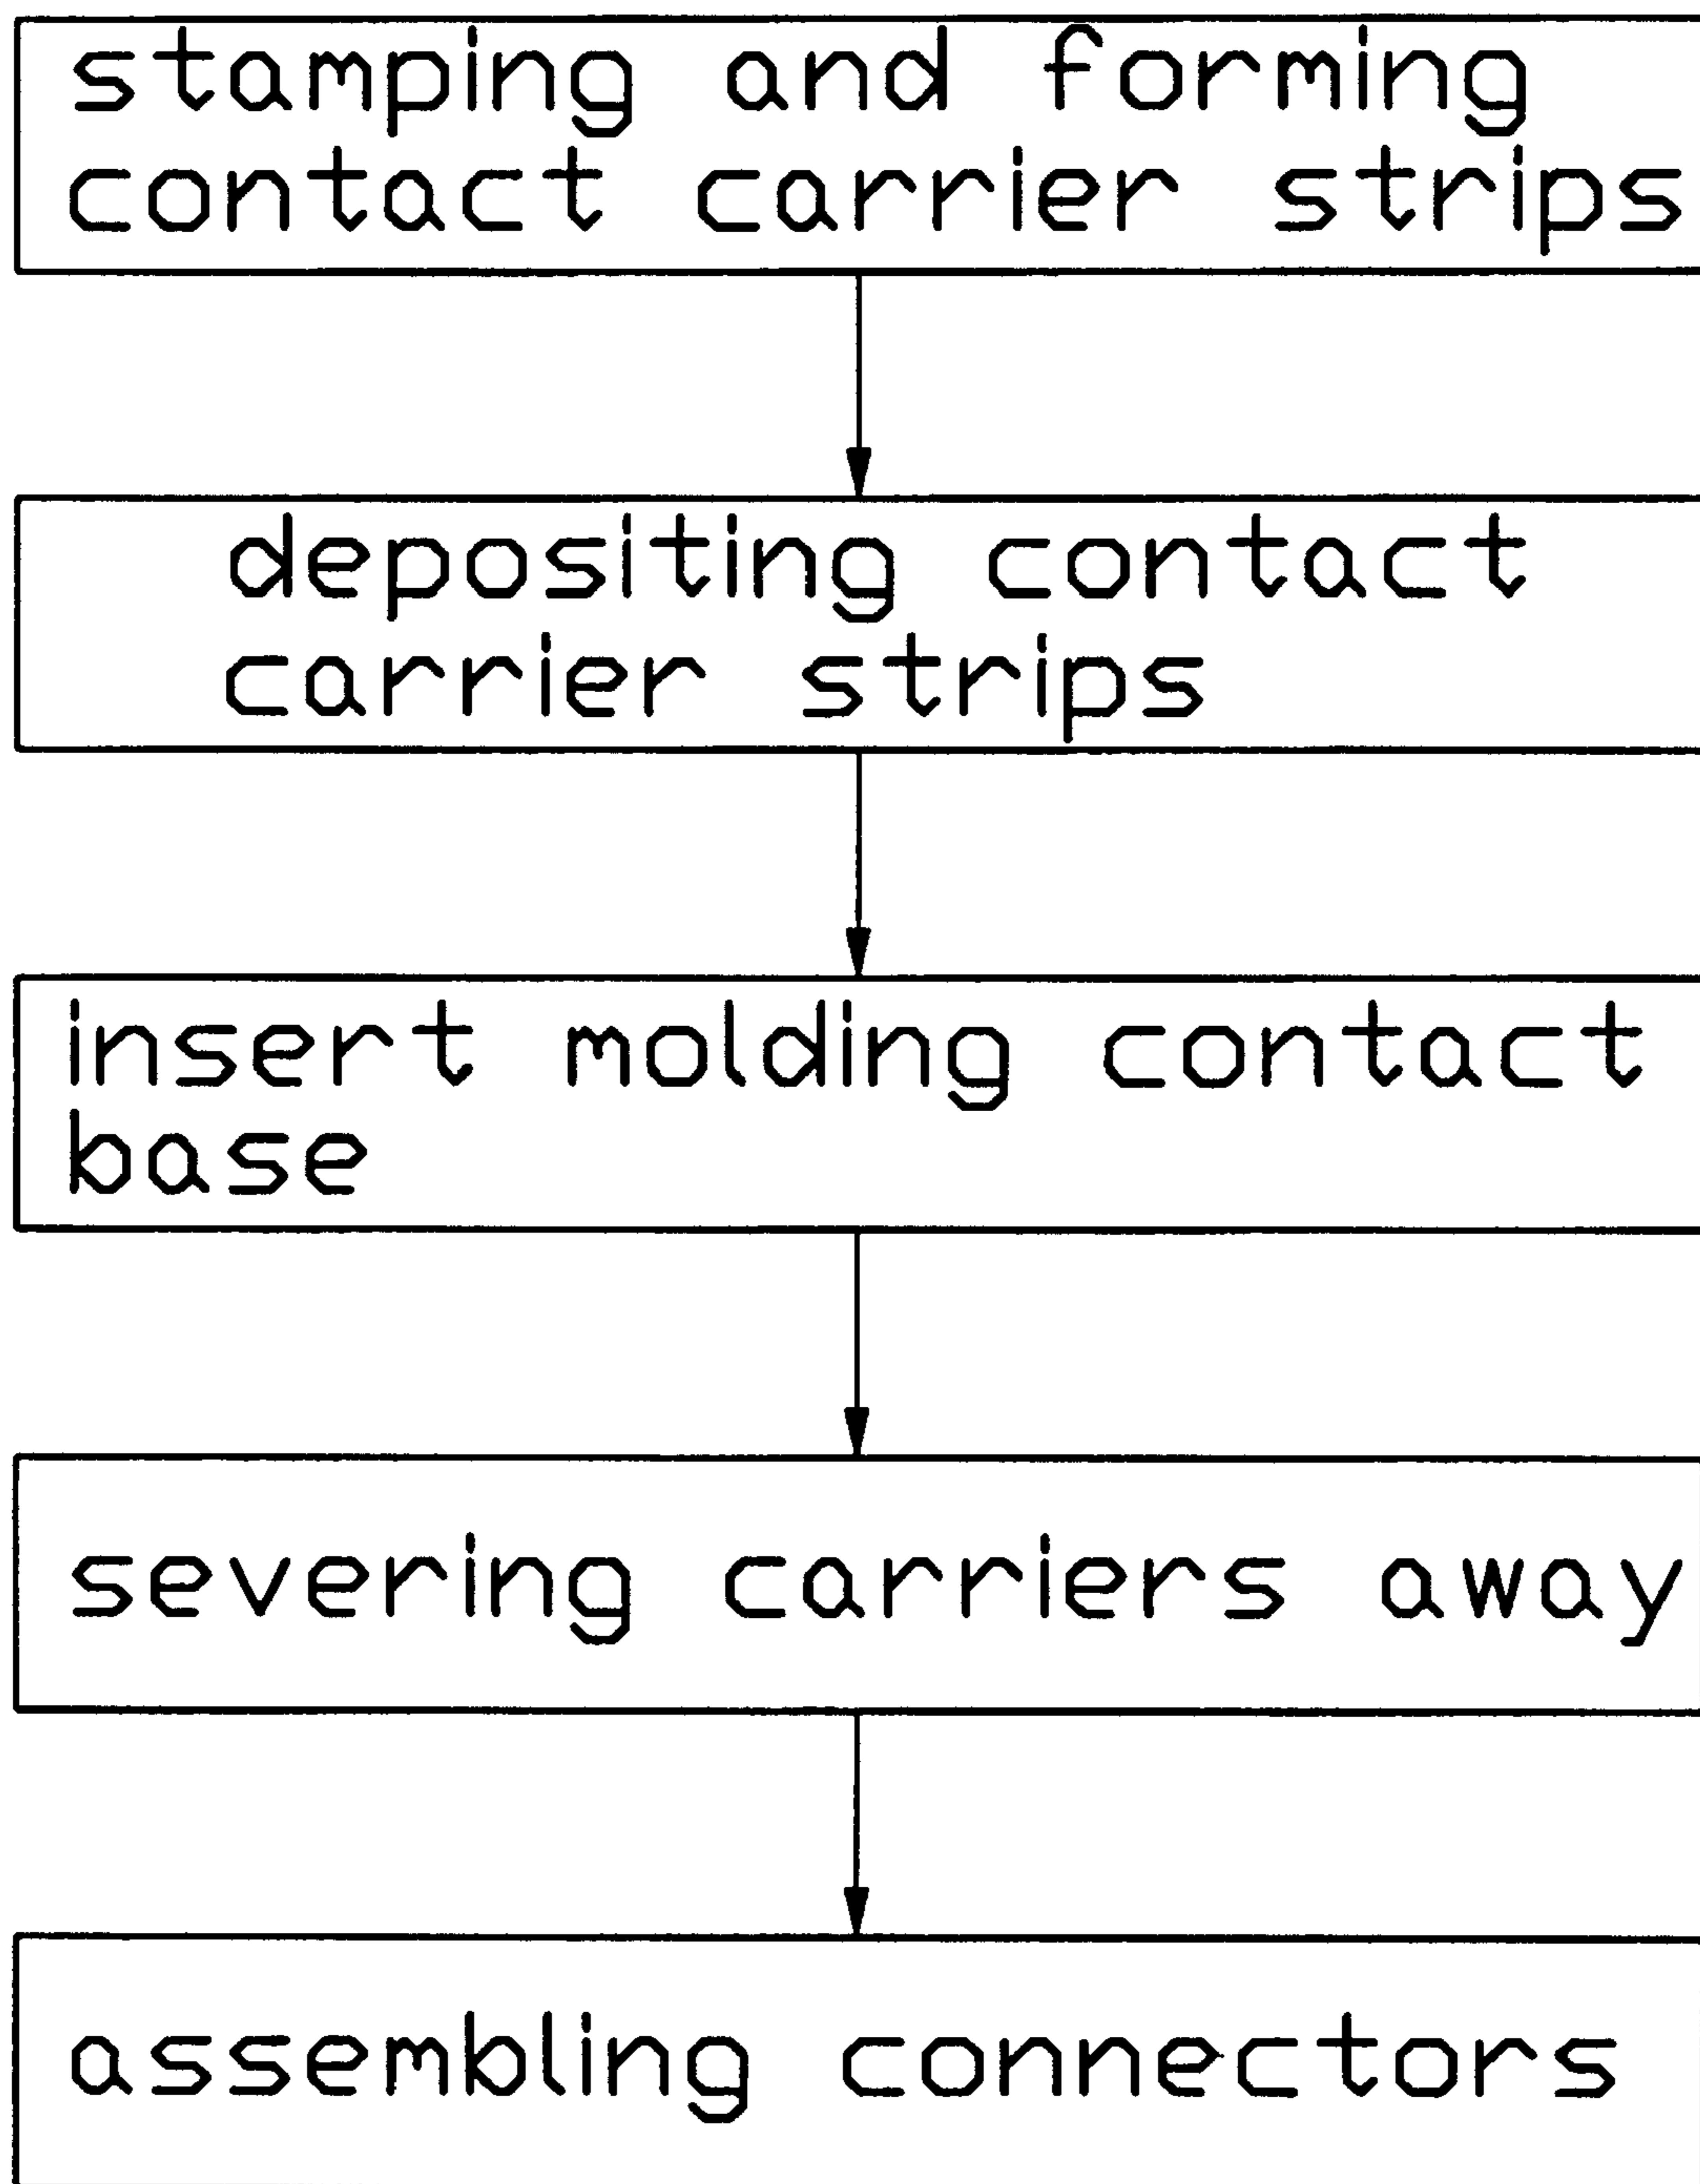 stamping and forming
contact carrier strips
depositing contact
carrier strips
insert molding contact
base
severing carriers away
assembling connectors